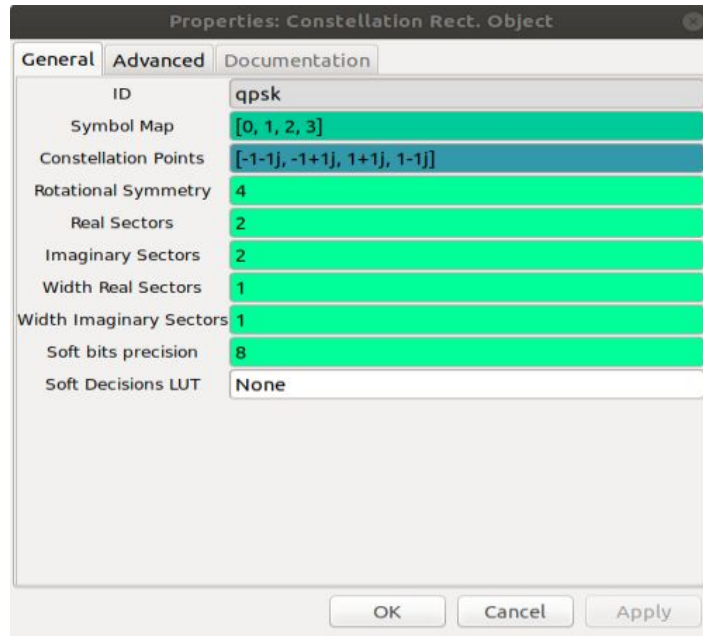 Properties: Constellation Rect. Object
General Advanced Documentation
ID qpsk
Symbol Map [0, 1, 2, 3]
Constellation Points [-1-1j, -1+1j, 1+1j, 1-1j]
Rotational Symmetry 4
Real Sectors 2
Imaginary Sectors 2
Width Real Sectors 1
Width Imaginary Sectors 1
Soft bits precision 8
Soft Decisions LUT None
OK Cancel Apply